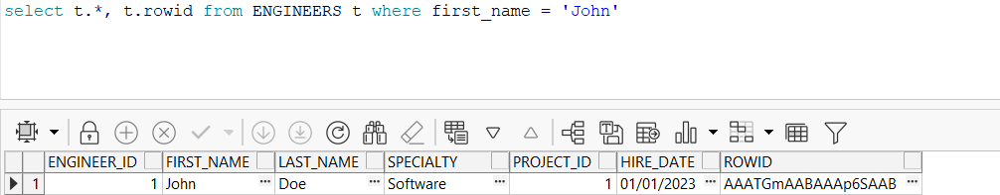 select t.*, t.rowid from ENGINEERS t where first_name = 'John'
ENGINEER_ID FIRST_NAME LAST_NAME SPECIALTY PROJECT_ID HIRE_DATE ROWID
1 1 John ... Doe ... Software ... 1 01/01/2023 ... AAATGmAABAAAp6SAAB ...